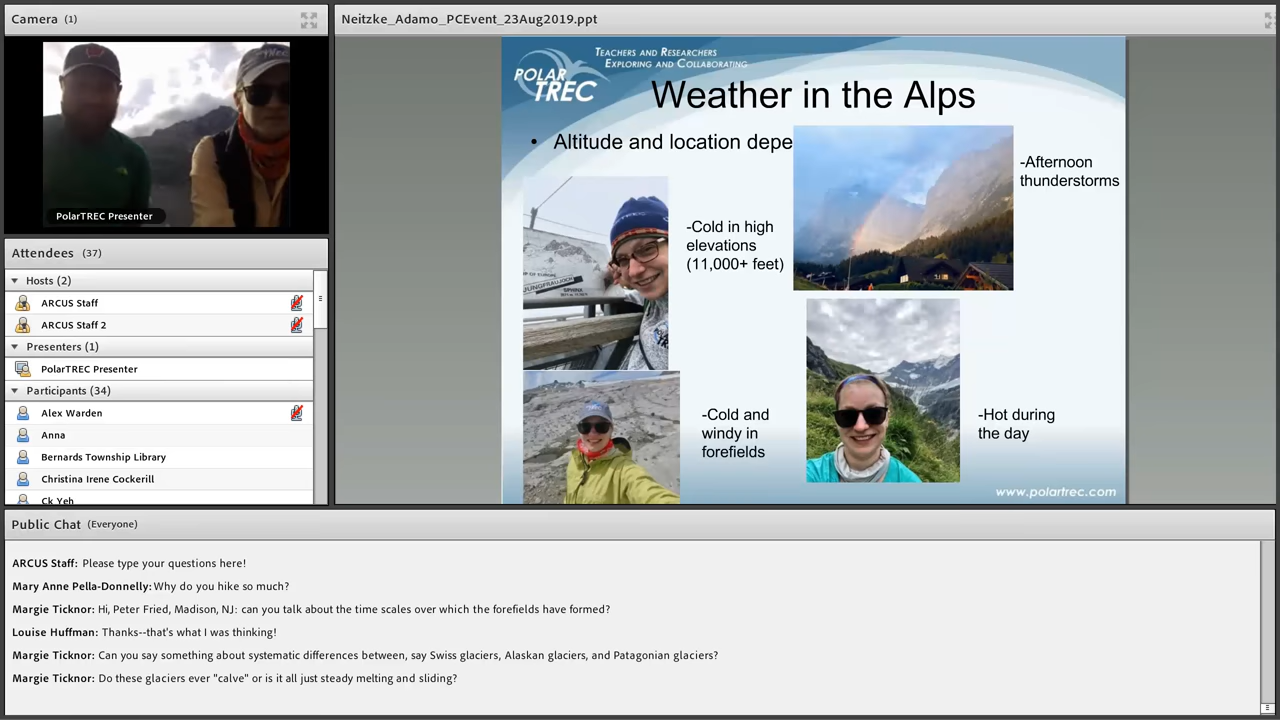 Camera (1)
PolarTREC Presenter
Attendees (37)
Hosts (2)
ARCUS Staff
ARCUS Staff 2
Presenters (1)
PolarTREC Presenter
Participants (34)
Alex Warden
Anna
Bernards Township Library
Christina Irene Cockerill
Ck Yeh
Neitzke_Adamo_PCEvent_23Aug2019.ppt
TEACHERS AND RESEARCHERS
EXPLORING AND COLLABORATING
POLAR
TREC
Weather in the Alps
• Altitude and location depe
-Afternoon
thunderstorms
-Cold in high
elevations
(11,000+ feet)
JUNGFRAUJOCH
-Cold and
windy in
forefields
-Hot during
the day
www.polartrec.com
Public Chat (Everyone)
ARCUS Staff: Please type your questions here!
Mary Anne Pella-Donnelly: Why do you hike so much?
Margie Ticknor: Hi, Peter Fried, Madison, NJ: can you talk about the time scales over which the forefields have formed?
Louise Huffman: Thanks--that's what I was thinking!
Margie Ticknor: Can you say something about systematic differences between, say Swiss glaciers, Alaskan glaciers, and Patagonian glaciers?
Margie Ticknor: Do these glaciers ever "calve" or is it all just steady melting and sliding?